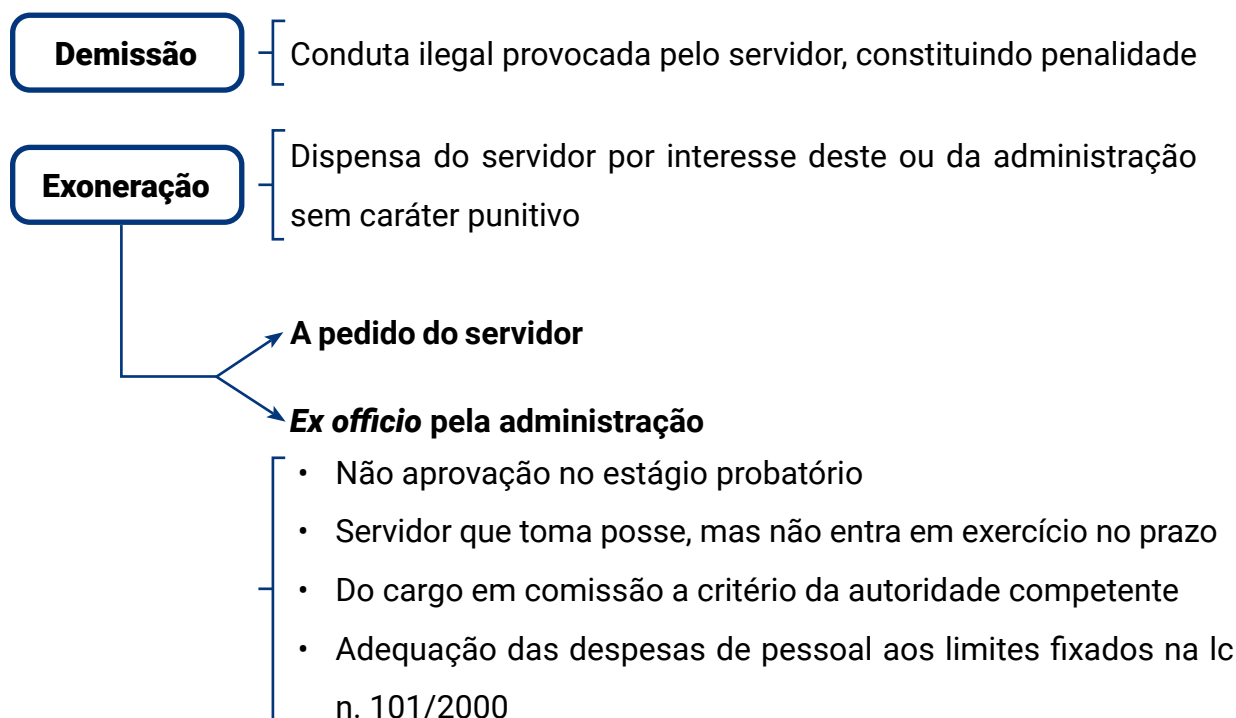 Demissão
Conduta ilegal provocada pelo servidor, constituindo penalidade
Exoneração
Dispensa do servidor por interesse deste ou da administração
sem caráter punitivo
A pedido do servidor
Ex officio pela administração
• Não aprovação no estágio probatório
• Servidor que toma posse, mas não entra em exercício no prazo
• Do cargo em comissão a critério da autoridade competente
• Adequação das despesas de pessoal aos limites fixados na lc
n. 101/2000